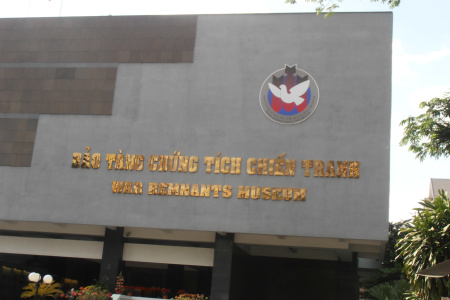 BẢO TÀNG CHỨNG TÍCH CHIẾN TRANH
WAR REMNANTS MUSEUM